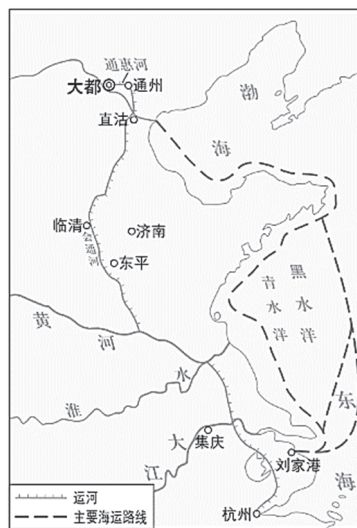 通惠河
大都
通州
直沽
渤海
临清
会通河
济南
东平
黄河
青水洋
黑水洋
淮水
大江
集庆
刘家港
东海
杭州
运河
主要海运路线